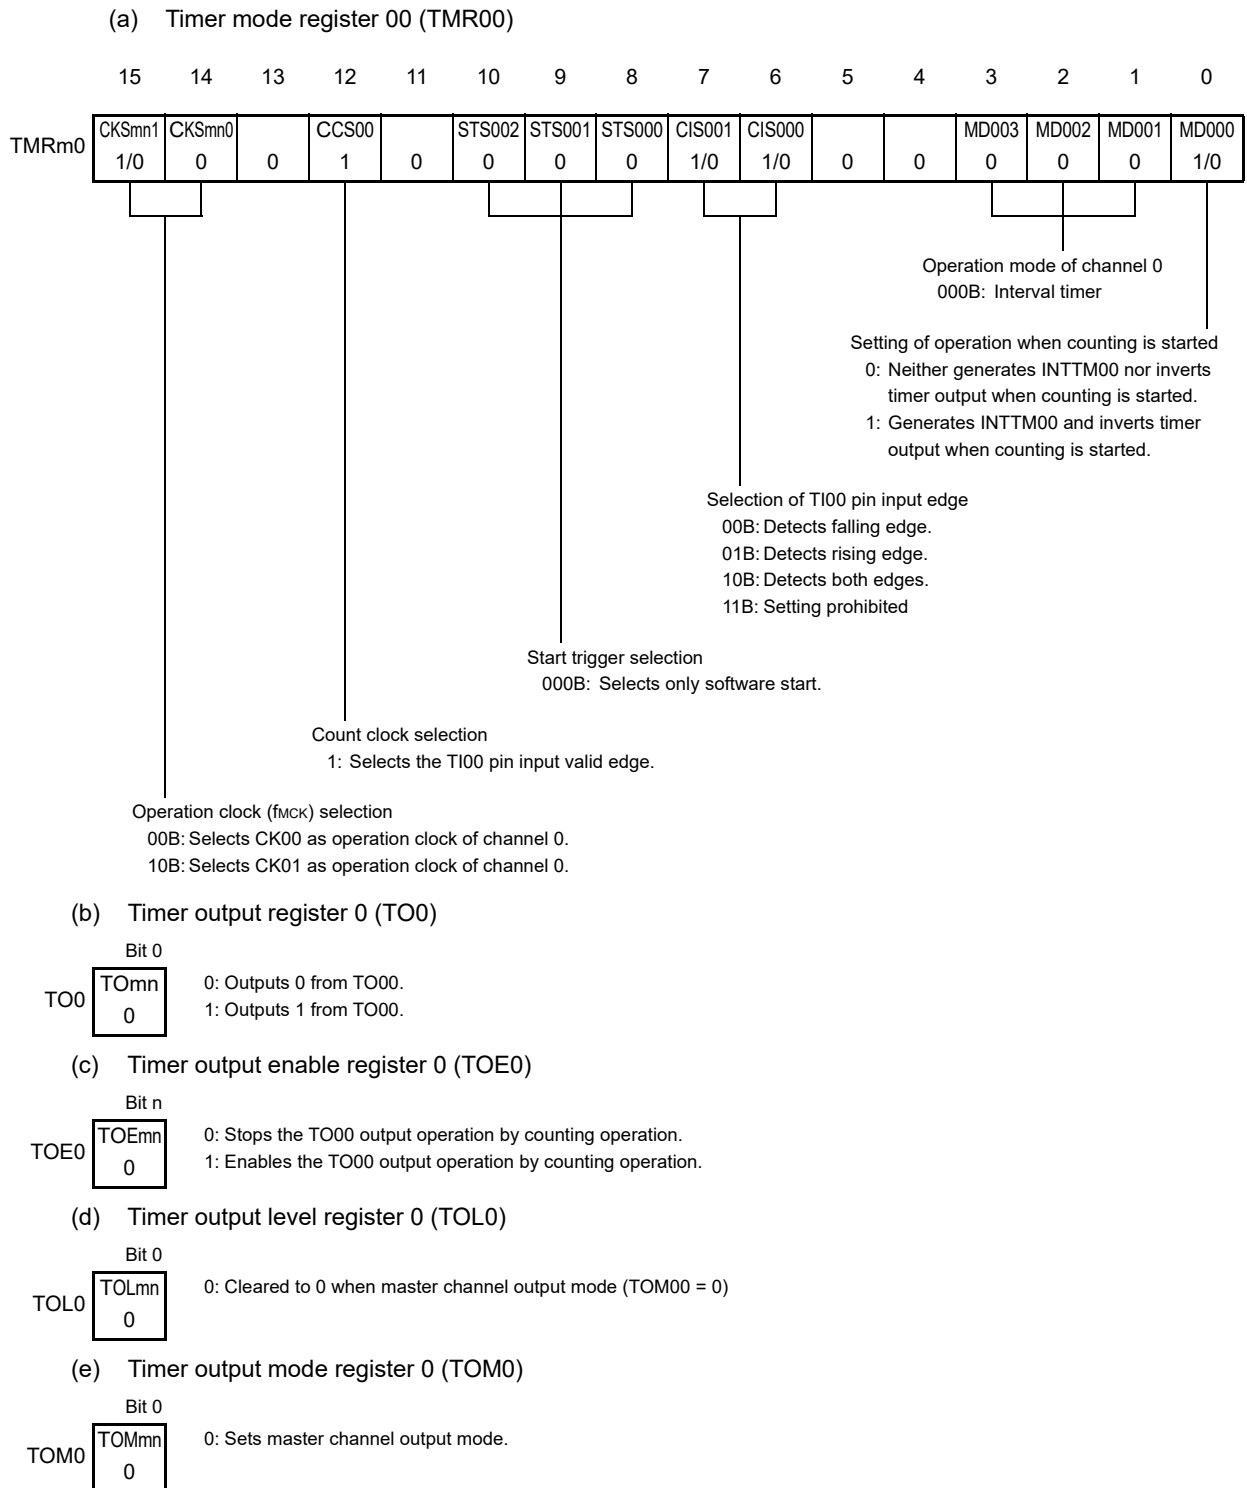 (a) Timer mode register 00 (TMR00)
15 14 13 12 11 10 9 8 7 6 5 4 3 2 1 0
TMRm0
CKSmn1 CKSmn0 CCS00 STS002 STS001 STS000 CIS001 CIS000 MD003 MD002 MD001 MD000
1/0 0 0 1 0 0 0 0 1/0 1/0 0 0 0 0 0 1/0
Operation mode of channel 0
000B: Interval timer
Setting of operation when counting is started
0: Neither generates INTTM00 nor inverts
timer output when counting is started.
1: Generates INTTM00 and inverts timer
output when counting is started.
Selection of TI00 pin input edge
00B: Detects falling edge.
01B: Detects rising edge.
10B: Detects both edges.
11B: Setting prohibited
Start trigger selection
000B: Selects only software start.
Count clock selection
1: Selects the TI00 pin input valid edge.
Operation clock (fMCK) selection
00B: Selects CK00 as operation clock of channel 0.
10B: Selects CK01 as operation clock of channel 0.
(b) Timer output register 0 (TO0)
Bit 0
TO0
TOmn
0
0: Outputs 0 from TO00.
1: Outputs 1 from TO00.
(c) Timer output enable register 0 (TOE0)
Bit n
TOE0
TOEmn
0
0: Stops the TO00 output operation by counting operation.
1: Enables the TO00 output operation by counting operation.
(d) Timer output level register 0 (TOL0)
Bit 0
TOL0
TOLmn
0
0: Cleared to 0 when master channel output mode (TOM00 = 0)
(e) Timer output mode register 0 (TOM0)
Bit 0
TOM0
TOMmn
0
0: Sets master channel output mode.